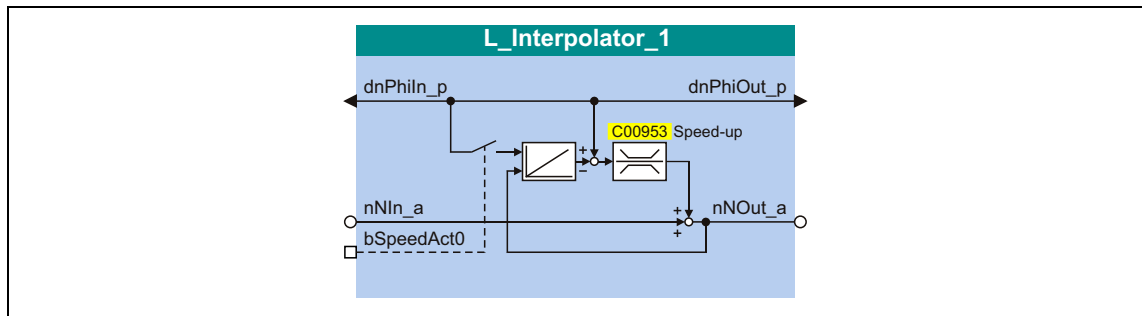 L_Interpolator_1
dnPhiIn_p dnPhiOut_p
C00953 Speed-up
+
−
nNIn_a + nNOut_a
+
bSpeedAct0